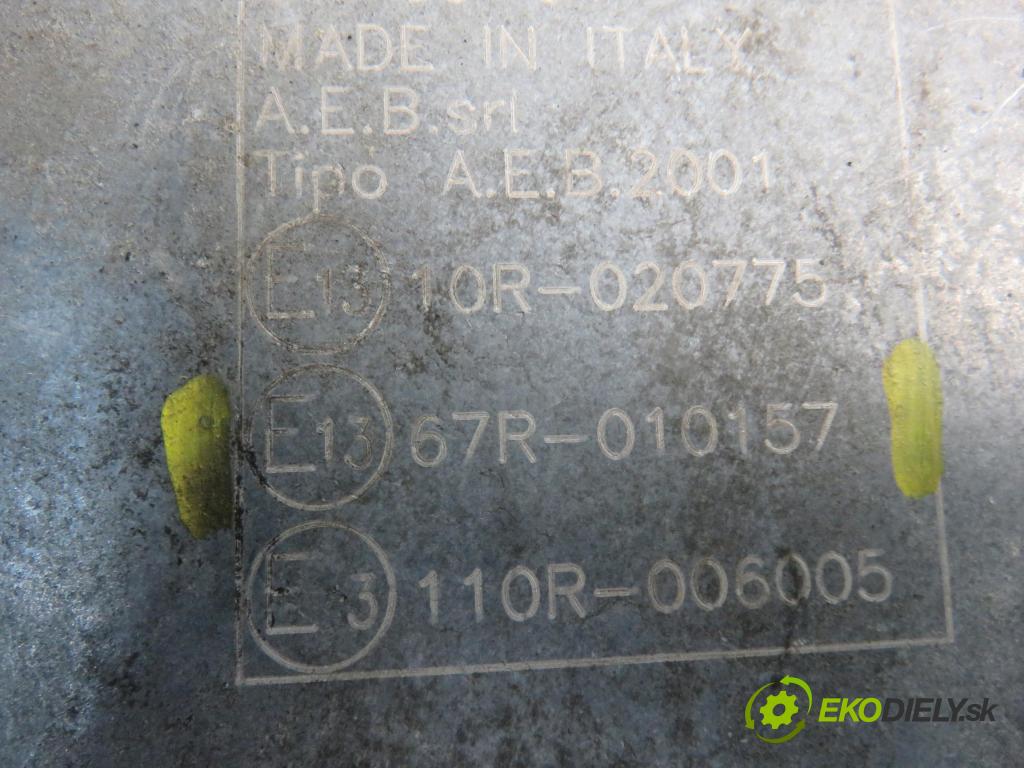 MADE IN ITALY
A.E.B.srl
Tipo A.E.B.2001
E13 10R-020775
E13 67R-010157
E3 110R-006005
EKODIELY.sk